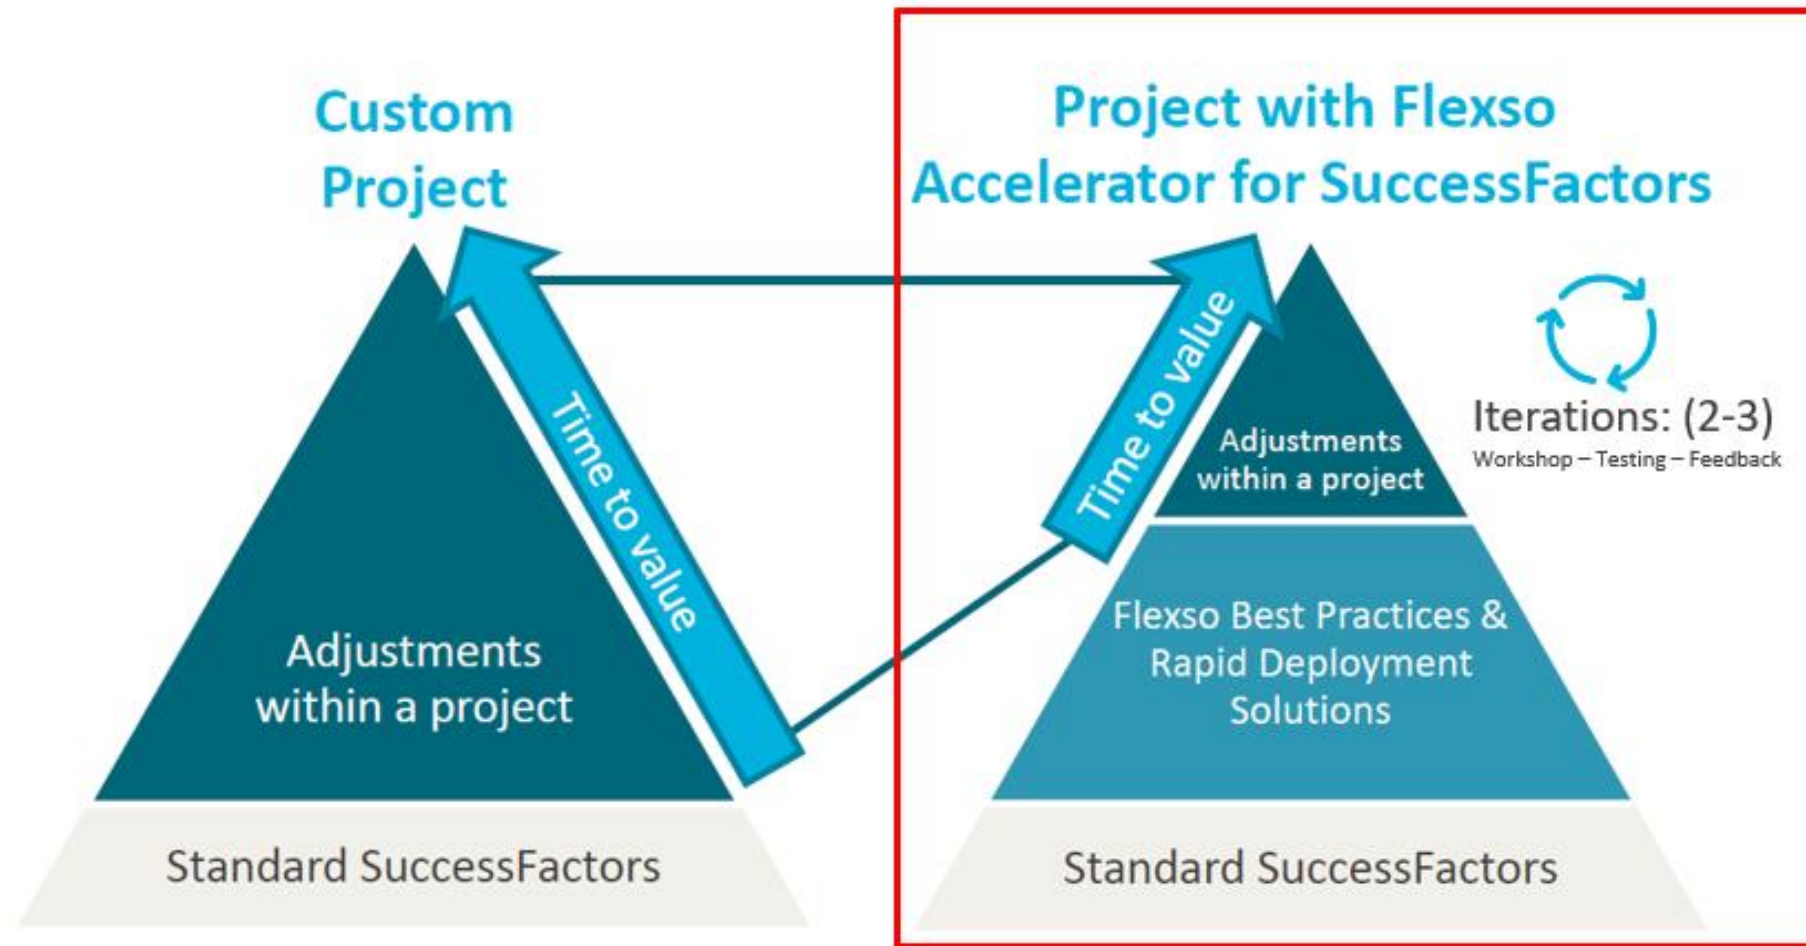 Custom
Project
Time to value
Adjustments
within a project
Standard SuccessFactors
Project with Flexso
Accelerator for SuccessFactors
Time to value
Adjustments
within a project
Iterations: (2-3)
Workshop – Testing – Feedback
Flexso Best Practices &
Rapid Deployment
Solutions
Standard SuccessFactors